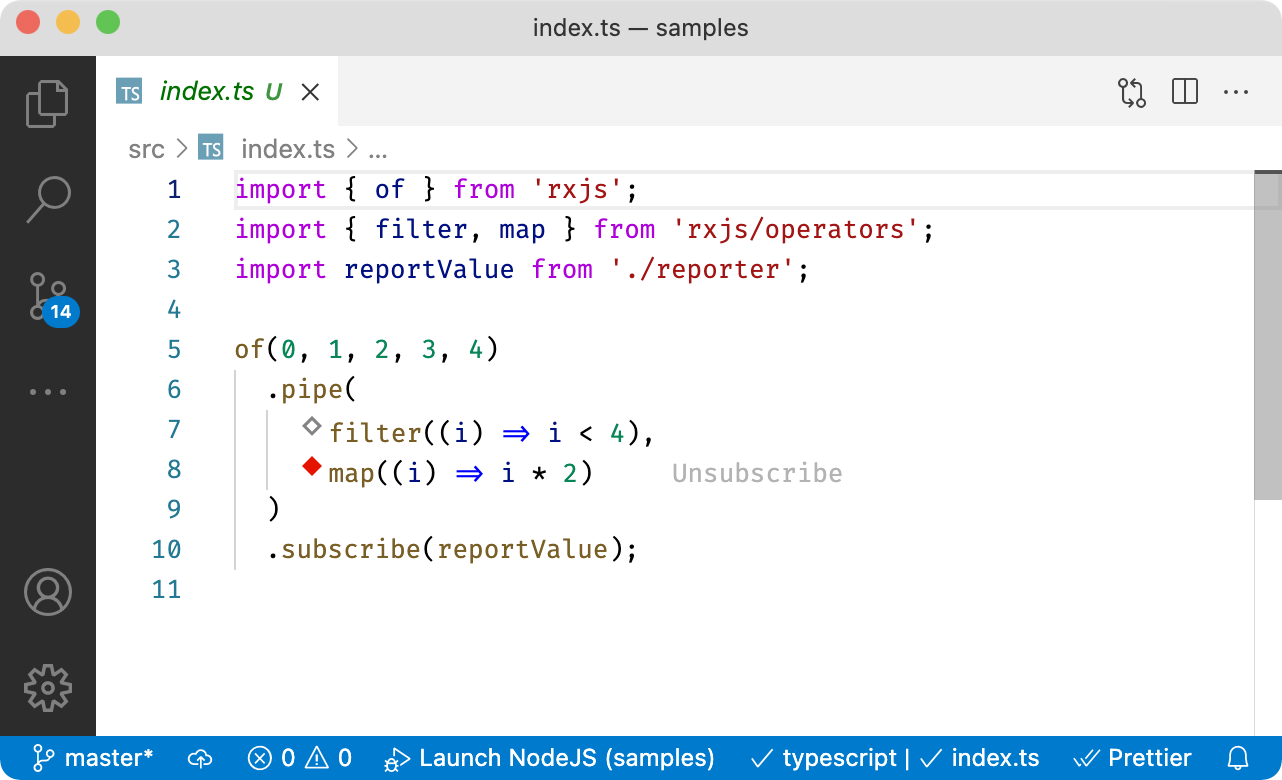 index.ts — samples
TS index.ts U
src > TS index.ts > ...
1 import { of } from 'rxjs';
2 import { filter, map } from 'rxjs/operators';
3 import reportValue from './reporter';
14
4
5 of(0, 1, 2, 3, 4)
6 .pipe(
7 filter((i) => i < 4),
8 map((i) => i * 2) Unsubscribe
9 )
10 .subscribe(reportValue);
11
master* 0 0 Launch NodeJS (samples) typescript | index.ts Prettier